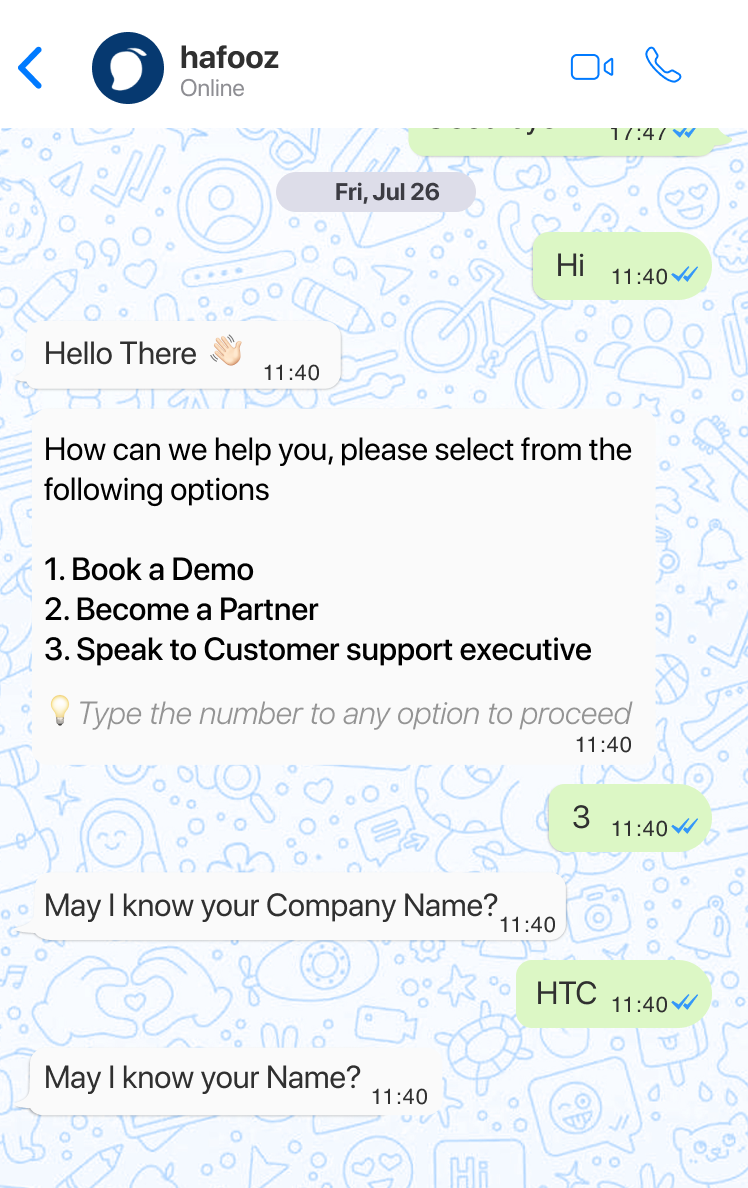 hafooz
Online
17:47
Fri, Jul 26
Hi 11:40
Hello There 👋🏻 11:40
How can we help you, please select from the
following options
1. Book a Demo
2. Become a Partner
3. Speak to Customer support executive
💡 Type the number to any option to proceed
11:40
3 11:40
May I know your Company Name? 11:40
HTC 11:40
May I know your Name? 11:40
Hi